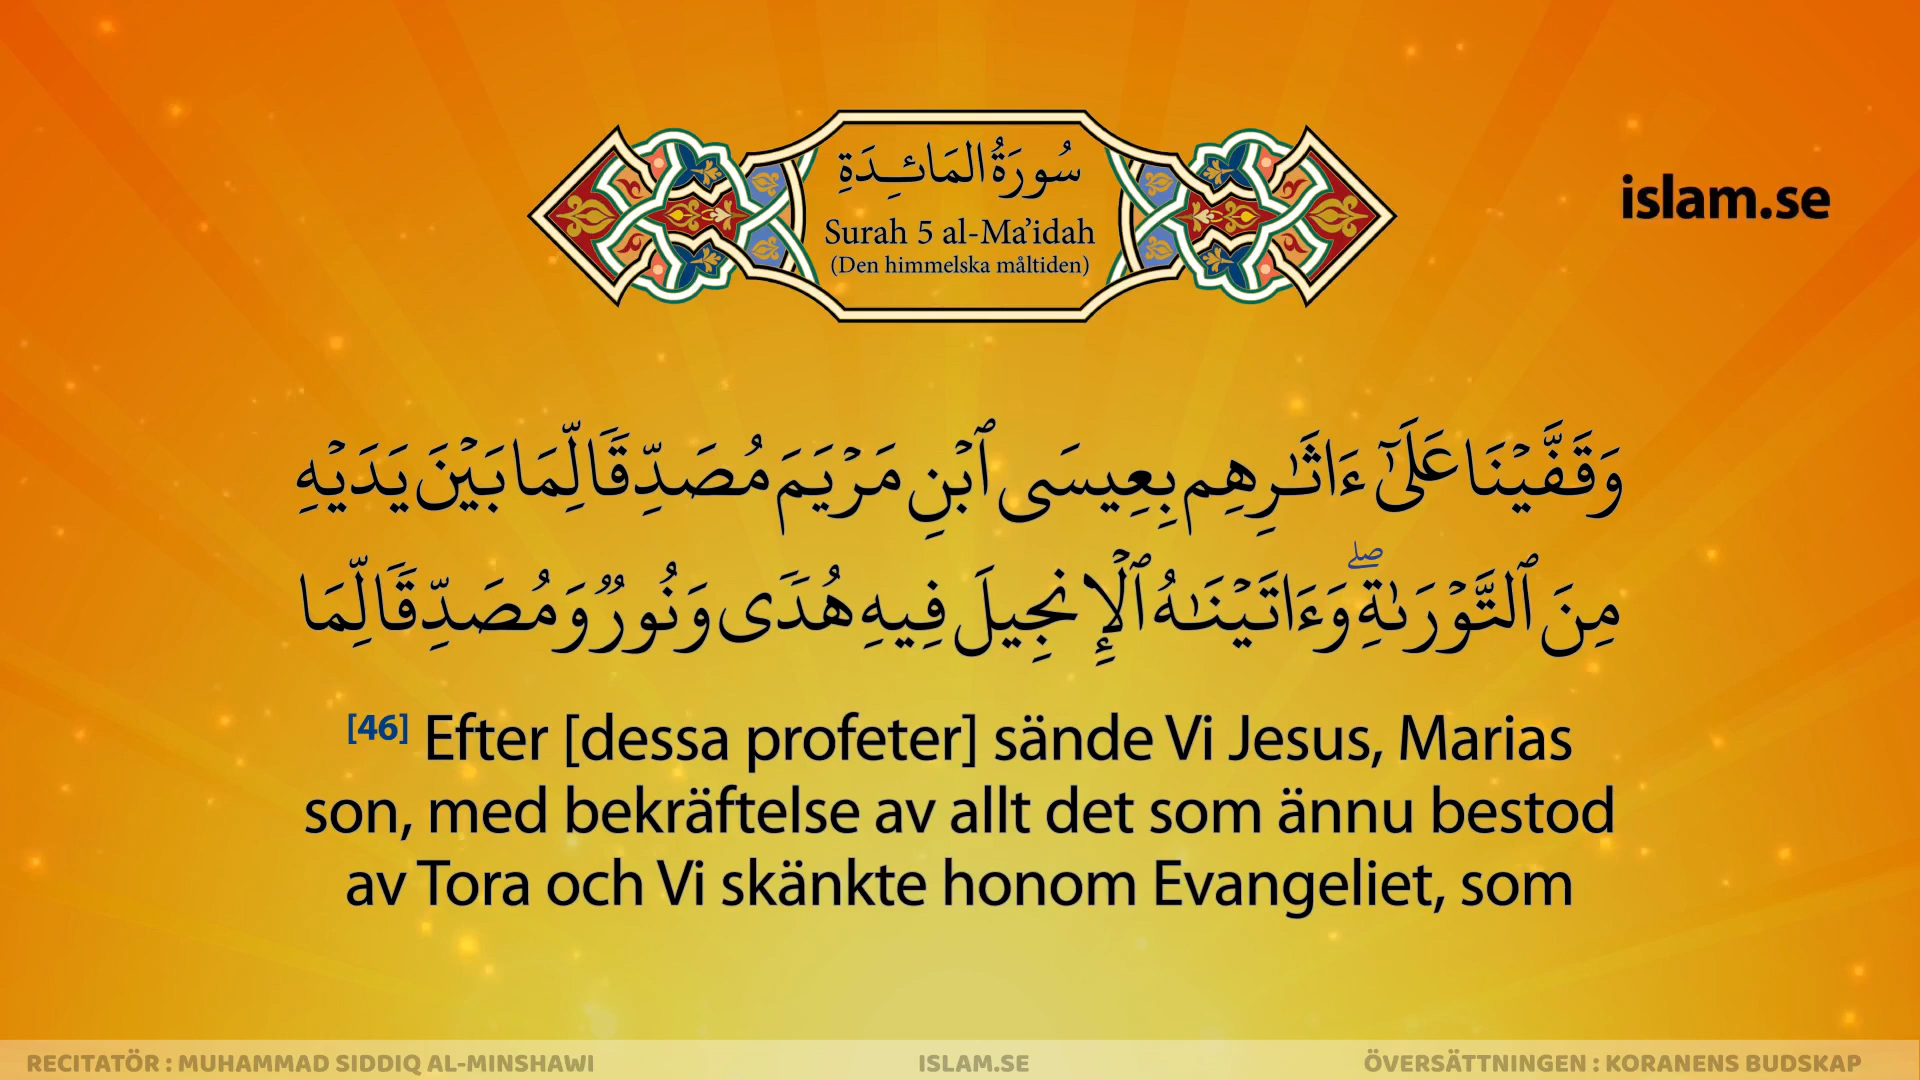 سُورَةُ المَائِدَةِ
Surah 5 al-Ma’idah
(Den himmelska måltiden)
islam.se
وَقَفَّيۡنَا عَلَىٰٓ ءَاثَٰرِهِم بِعِيسَى ٱبۡنِ مَرۡيَمَ مُصَدِّقٗا لِّمَا بَيۡنَ يَدَيۡهِ
مِنَ ٱلتَّوۡرَىٰةِۖ وَءَاتَيۡنَٰهُ ٱلۡإِنجِيلَ فِيهِ هُدٗى وَنُورٞ وَمُصَدِّقٗا لِّمَا
[46] Efter [dessa profeter] sände Vi Jesus, Marias
son, med bekräftelse av allt det som ännu bestod
av Tora och Vi skänkte honom Evangeliet, som
RECITATÖR : MUHAMMAD SIDDIQ AL-MINSHAWI
ISLAM.SE
ÖVERSÄTTNINGEN : KORANENS BUDSKAP